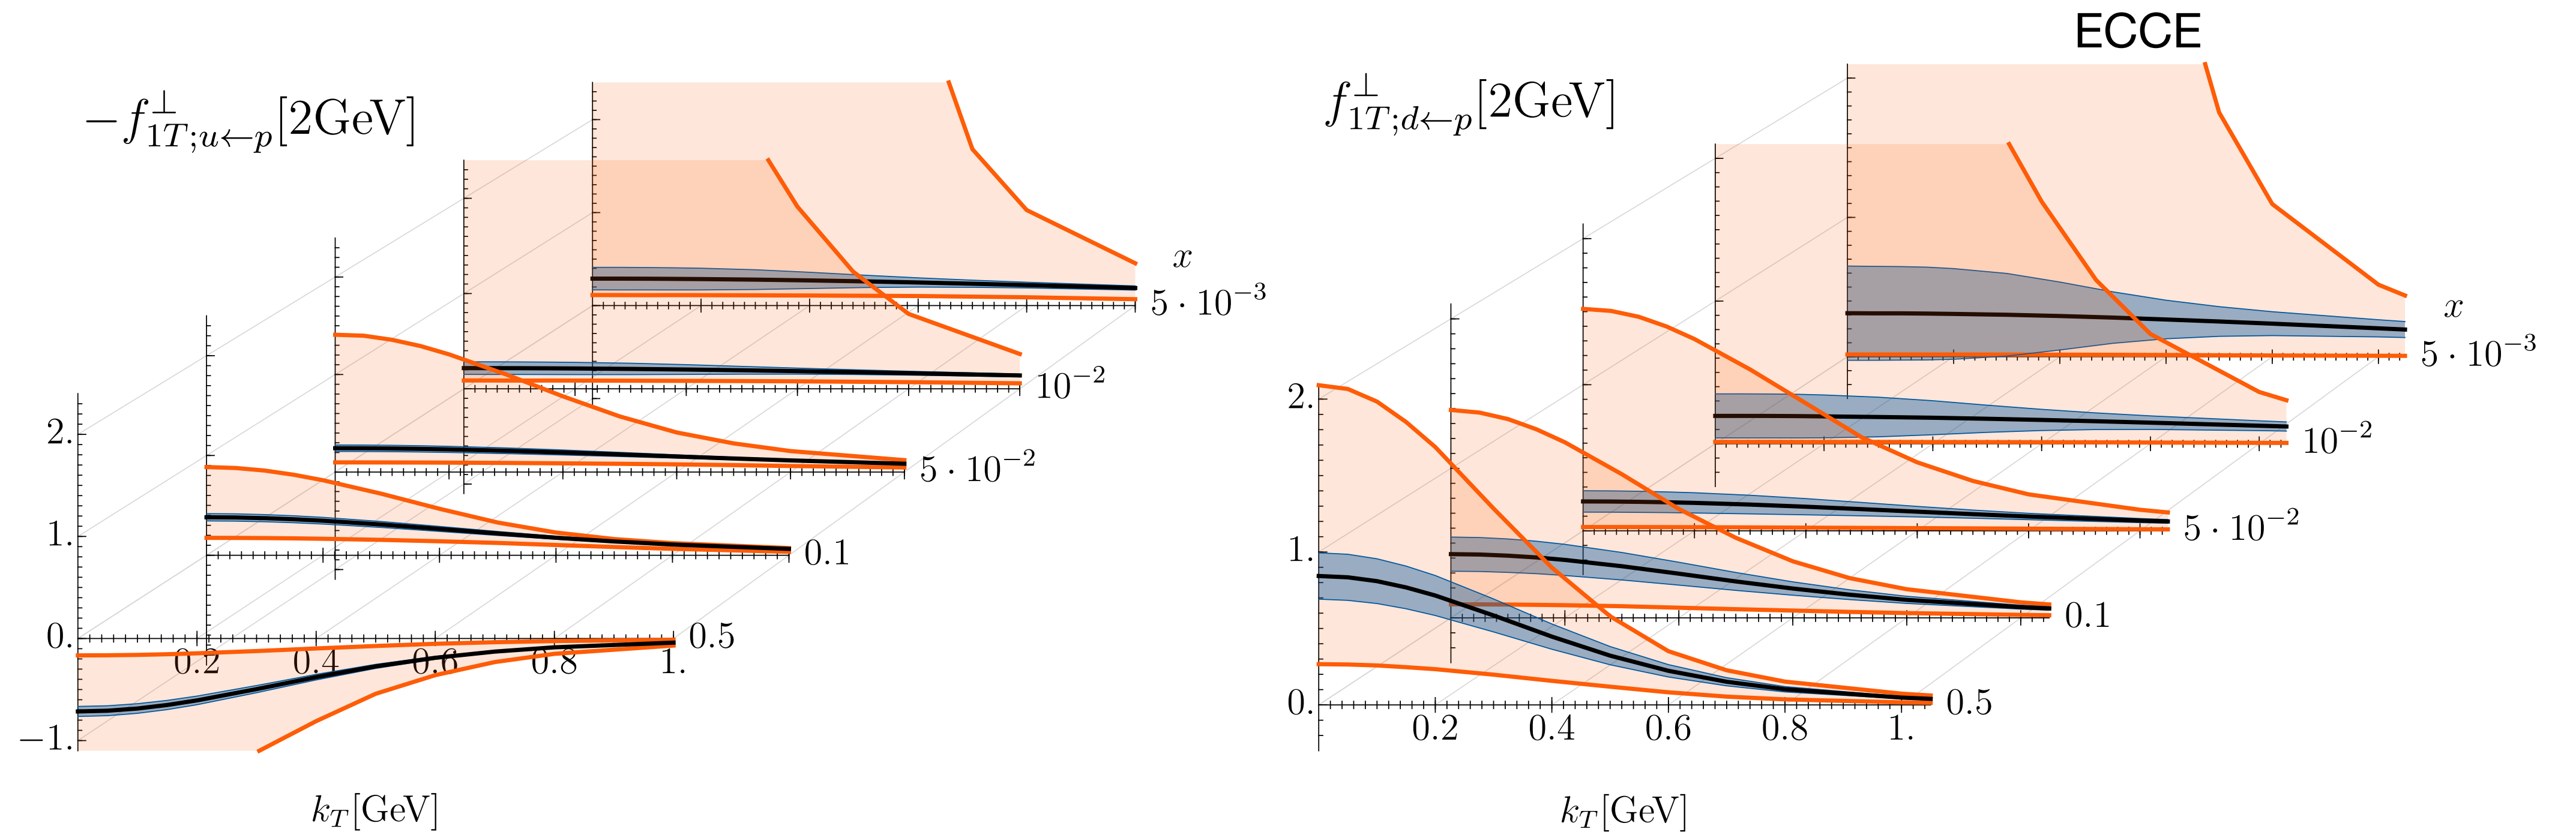 ECCE
−f⊥1T;u←p[2GeV]
x
5·10−3
10−2
5·10−2
0.1
0.5
2.
1.
0.
−1.
0.2 0.4 0.6 0.8 1.
kT[GeV]
f⊥1T;d←p[2GeV]
x
5·10−3
10−2
5·10−2
0.1
0.5
2.
1.
0.
0.2 0.4 0.6 0.8 1.
kT[GeV]